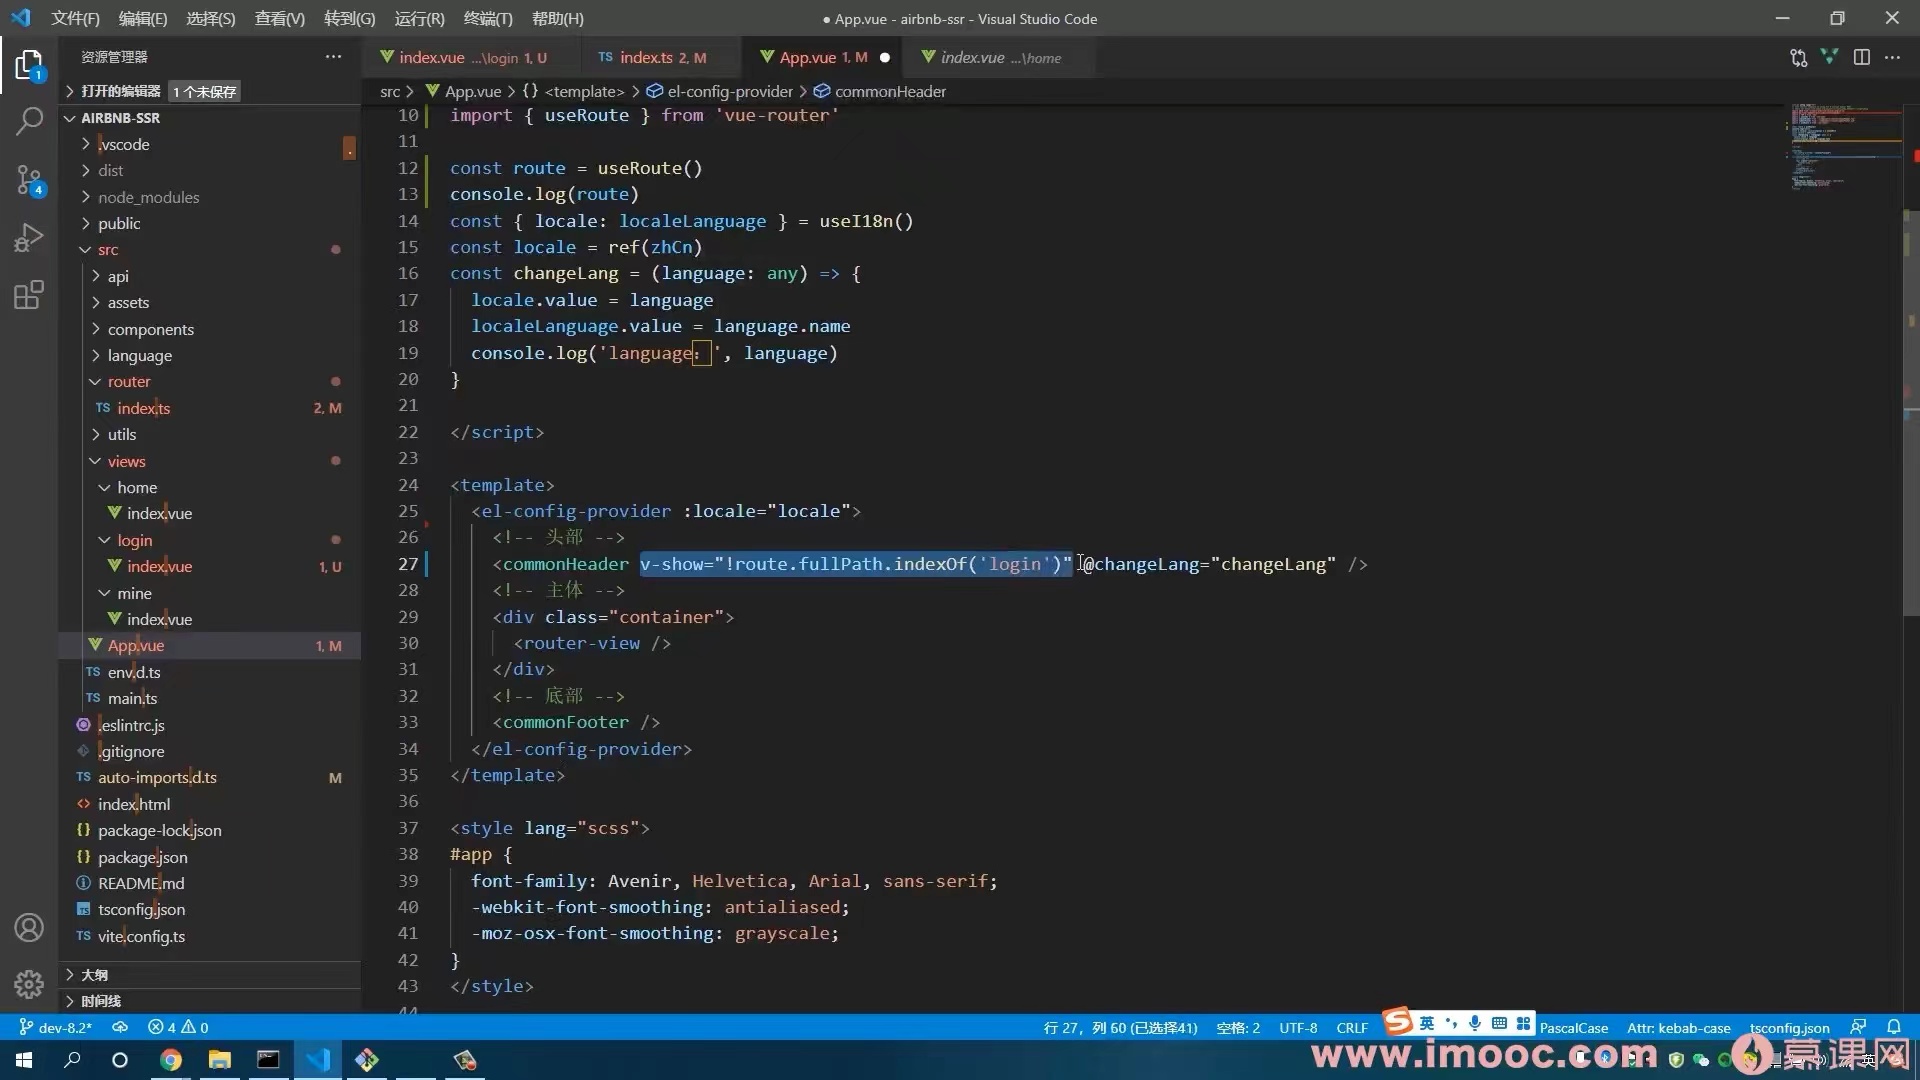 文件(F) 编辑(E) 选择(S) 查看(V) 转到(G) 运行(R) 终端(T) 帮助(H)
● App.vue - airbnb-ssr - Visual Studio Code
资源管理器
index.vue ...\login 1, U
TS index.ts 2, M
App.vue 1, M ●
index.vue ...\home
打开的编辑器 1 个未保存
src > App.vue > {} <template> > el-config-provider > commonHeader
AIRBNB-SSR
.vscode
dist
node_modules
public
src
api
assets
components
language
router
TS index.ts 2, M
utils
views
home
index.vue
login
index.vue 1, U
mine
index.vue
App.vue 1, M
TS env.d.ts
TS main.ts
.eslintrc.js
.gitignore
TS auto-imports.d.ts M
index.html
package-lock.json
package.json
README.md
tsconfig.json
TS vite.config.ts
大纲
时间线
1
4
10 import { useRoute } from 'vue-router'
11
12 const route = useRoute()
13 console.log(route)
14 const { locale: localeLanguage } = useI18n()
15 const locale = ref(zhCn)
16 const changeLang = (language: any) => {
17 locale.value = language
18 localeLanguage.value = language.name
19 console.log('language：', language)
20 }
21
22 </script>
23
24 <template>
25 <el-config-provider :locale="locale">
26 <!-- 头部 -->
27 <commonHeader v-show="!route.fullPath.indexOf('login')" @changeLang="changeLang" />
28 <!-- 主体 -->
29 <div class="container">
30 <router-view />
31 </div>
32 <!-- 底部 -->
33 <commonFooter />
34 </el-config-provider>
35 </template>
36
37 <style lang="scss">
38 #app {
39 font-family: Avenir, Helvetica, Arial, sans-serif;
40 -webkit-font-smoothing: antialiased;
41 -moz-osx-font-smoothing: grayscale;
42 }
43 </style>
44
dev-8.2* 4 0 行 27，列 60 (已选择41) 空格: 2 UTF-8 CRLF 英 PascalCase Attr: kebab-case tsconfig.json
www.imooc.com 慕课网